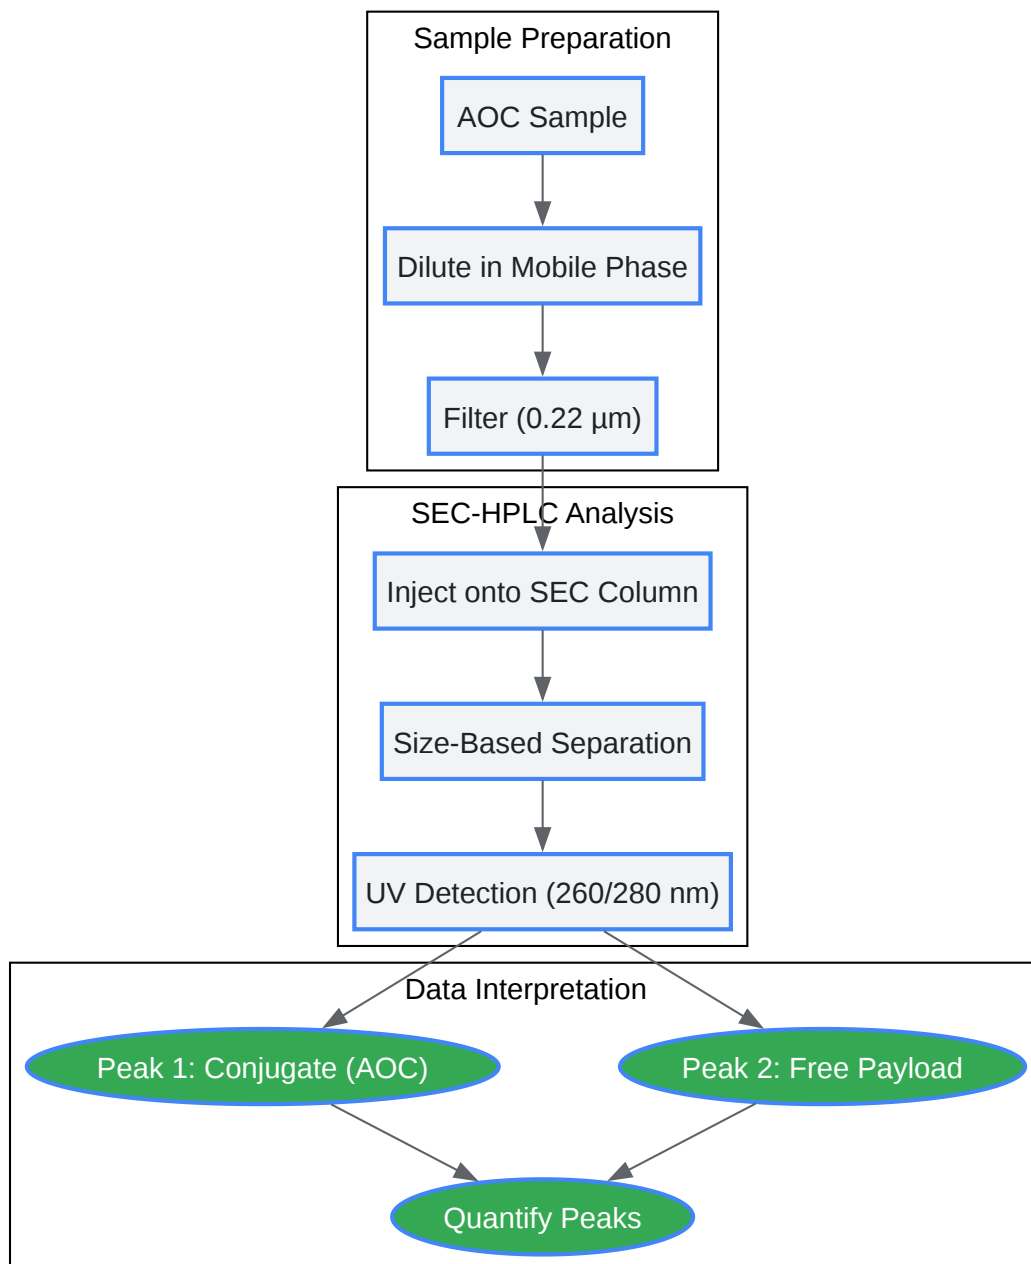 Sample Preparation
AOC Sample
Dilute in Mobile Phase
Filter (0.22 µm)
SEC-HPLC Analysis
Inject onto SEC Column
Size-Based Separation
UV Detection (260/280 nm)
Data Interpretation
Peak 1: Conjugate (AOC)
Peak 2: Free Payload
Quantify Peaks